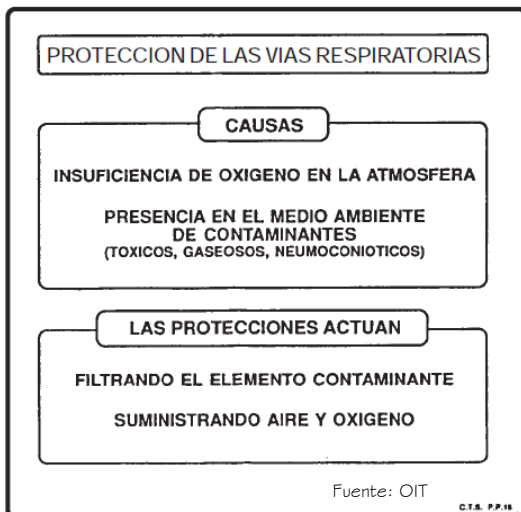 PROTECCION DE LAS VIAS RESPIRATORIAS
CAUSAS
INSUFICIENCIA DE OXIGENO EN LA ATMOSFERA
PRESENCIA EN EL MEDIO AMBIENTE
DE CONTAMINANTES
(TOXICOS, GASEOSOS, NEUMOCONIOTICOS)
LAS PROTECCIONES ACTUAN
FILTRANDO EL ELEMENTO CONTAMINANTE
SUMINISTRANDO AIRE Y OXIGENO
Fuente: OIT
C.T.S. P.P.16